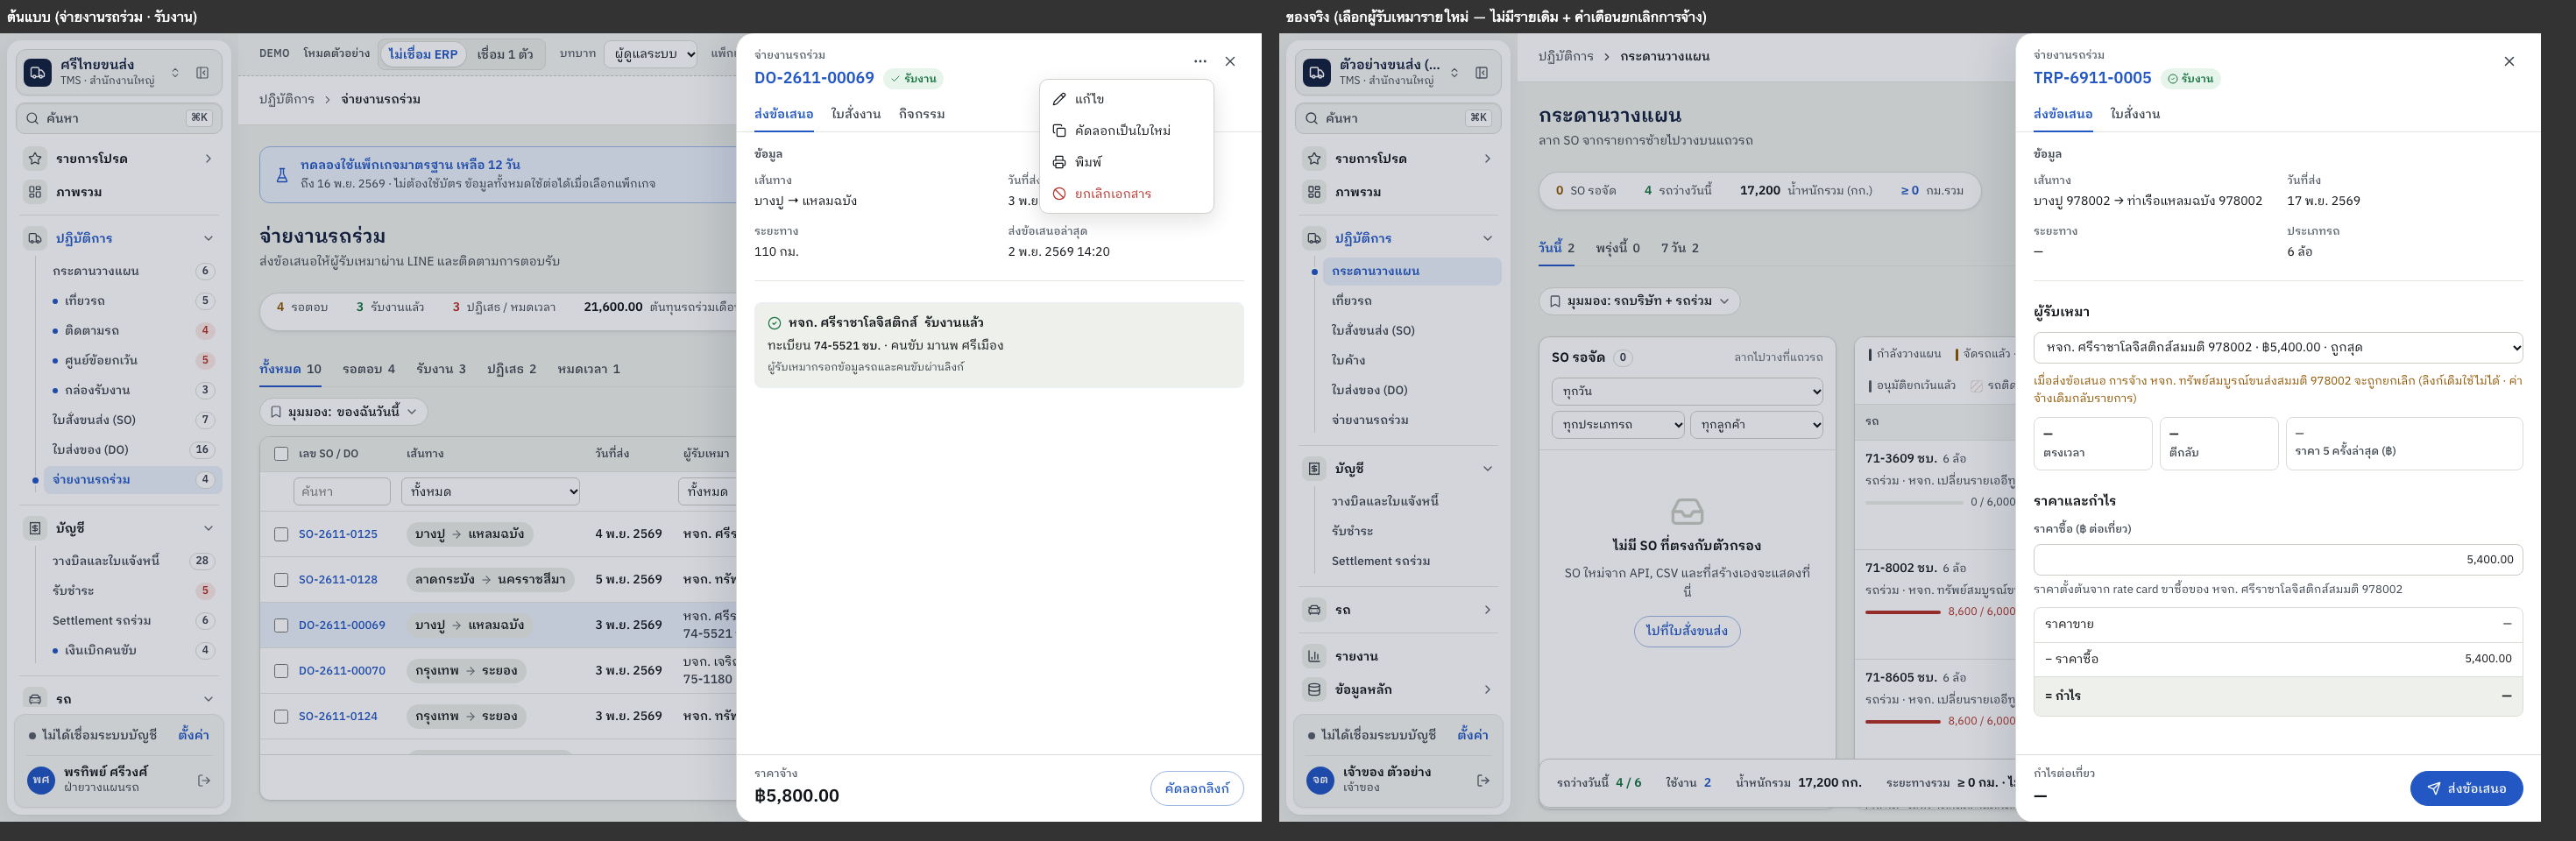 ต้นแบบ (จ่ายงานรถร่วม · รับงาน)
ศรีไทยขนส่ง
TMS · สำนักงานใหญ่
ค้นหา ⌘K
รายการโปรด
ภาพรวม
ปฏิบัติการ
กระดานวางแผน 6
เที่ยวรถ 5
ติดตามรถ 4
ศูนย์ข้อยกเว้น 5
กล่องรับงาน 3
ใบสั่งขนส่ง (SO) 7
ใบส่งของ (DO) 16
จ่ายงานรถร่วม 4
บัญชี
วางบิลและใบแจ้งหนี้ 28
รับชำระ 5
Settlement รถร่วม 6
เงินเบิกคนขับ 4
รถ
ไม่ได้เชื่อมระบบบัญชี ตั้งค่า
พศ พรทิพย์ ศรีวงศ์
ฝ่ายวางแผนรถ
DEMO โหมดตัวอย่าง ไม่เชื่อม ERP เชื่อม 1 ตัว บทบาท ผู้ดูแลระบบ
ปฏิบัติการ > จ่ายงานรถร่วม
ทดลองใช้แพ็กเกจมาตรฐาน เหลือ 12 วัน
ถึง 16 พ.ย. 2569 · ไม่ต้องใช้บัตร ข้อมูลทั้งหมดใช้ต่อได้เมื่อเลือกแพ็กเกจ
จ่ายงานรถร่วม
ส่งข้อเสนอให้ผู้รับเหมาผ่าน LINE และติดตามการตอบรับ
4 รอตอบ 3 รับงานแล้ว 3 ปฏิเสธ / หมดเวลา 21,600.00
ทั้งหมด 10 รอตอบ 4 รับงาน 3 ปฏิเสธ 2 หมดเวลา 1
มุมมอง: ของฉันวันนี้
เลข SO / DO เส้นทาง วันที่ส่ง ผู้รับเหมา
ค้นหา ทั้งหมด ทั้งหมด
SO-2611-0125 บางปู → แหลมฉบัง 4 พ.ย. 2569 หจก. ศรี
SO-2611-0128 ลาดกระบัง → นครราชสีมา 5 พ.ย. 2569 หจก. ทรัพ
DO-2611-00069 บางปู → แหลมฉบัง 3 พ.ย. 2569 หจก. ศรี
74-5521
DO-2611-00070 กรุงเทพ → ระยอง 3 พ.ย. 2569 บจก. เจริญ
75-1180
SO-2611-0124 กรุงเทพ → ระยอง 3 พ.ย. 2569 หจก. ทรัพ
จ่ายงานรถร่วม
DO-2611-00069 รับงาน
ส่งข้อเสนอ ใบสั่งงาน กิจกรรม
แก้ไข
คัดลอกเป็นใบใหม่
พิมพ์
ยกเลิกเอกสาร
ข้อมูล
เส้นทาง
บางปู → แหลมฉบัง
3 พ.ย
ระยะทาง ส่งข้อเสนอล่าสุด
110 กม. 2 พ.ย. 2569 14:20
หจก. ศรีราชาโลจิสติกส์ รับงานแล้ว
ทะเบียน 74-5521 ชบ. · คนขับ มานพ ศรีเมือง
ผู้รับเหมากรอกข้อมูลรถและคนขับผ่านลิงก์
ราคาจ้าง
฿5,800.00
คัดลอกลิงก์
ของจริง (เลือกผู้รับเหมารายใหม่ — ไม่มีรายเดิม + คำเตือนยกเลิกการจ้าง)
ตัวอย่างขนส่ง (...
TMS · สำนักงานใหญ่
ค้นหา ⌘K
รายการโปรด
ภาพรวม
ปฏิบัติการ
กระดานวางแผน
เที่ยวรถ
ใบสั่งขนส่ง (SO)
ใบค้าง
ใบส่งของ (DO)
จ่ายงานรถร่วม
บัญชี
วางบิลและใบแจ้งหนี้
รับชำระ
Settlement รถร่วม
รถ
รายงาน
ข้อมูลหลัก
ไม่ได้เชื่อมระบบบัญชี ตั้งค่า
จต เจ้าของ ตัวอย่าง
เจ้าของ
ปฏิบัติการ > กระดานวางแผน
กระดานวางแผน
ลาก SO จากรายการซ้ายไปวางบนแถวรถ
0 SO รอจัด 4 รถว่างวันนี้ 17,200 น้ำหนักรวม (กก.) ≥ 0 กม.รวม
วันนี้ 2 พรุ่งนี้ 0 7 วัน 2
มุมมอง: รถบริษัท + รถร่วม
SO รอจัด 0 ลากไปวางที่แถวรถ
ทุกวัน
ทุกประเภทรถ ทุกลูกค้า
ไม่มี SO ที่ตรงกับตัวกรอง
SO ใหม่จาก API, CSV และที่สร้างเองจะแสดงที่
นี่
ไปที่ใบสั่งขนส่ง
กำลังวางแผน จัดรถแล้ว
อนุมัติยกเว้นแล้ว
รถ
71-3609 ชบ. 6 ล้อ
รถร่วม · หจก. เปลี่ยนรายเออี
0 / 6,000
71-8002 ชบ. 6 ล้อ
รถร่วม · หจก. ทรัพย์สมบูรณ์
8,600 / 6,000
71-8605 ชบ. 6 ล้อ
รถร่วม · หจก. เปลี่ยนรายเออี
8,600 / 6,000
รถว่างวันนี้ 4 / 6 ใช้งาน 2 น้ำหนักรวม 17,200 กก. ระยะทางรวม ≥ 0 กม.
จ่ายงานรถร่วม
TRP-6911-0005 รับงาน
ส่งข้อเสนอ ใบสั่งงาน
ข้อมูล
เส้นทาง วันที่ส่ง
บางปู 978002 → ท่าเรือแหลมฉบัง 978002 17 พ.ย. 2569
ระยะทาง ประเภทรถ
— 6 ล้อ
ผู้รับเหมา
หจก. ศรีราชาโลจิสติกส์สมมติ 978002 · ฿5,400.00 · ถูกสุด
เมื่อส่งข้อเสนอ การจ้าง หจก. ทรัพย์สมบูรณ์ขนส่งสมมติ 978002 จะถูกยกเลิก (ลิงก์เดิมใช้ไม่ได้ · ค่า
จ้างเดิมกลับรายการ)
— — —
ตรงเวลา ตีกลับ ราคา 5 ครั้งล่าสุด (฿)
ราคาและกำไร
ราคาซื้อ (฿ ต่อเที่ยว)
5,400.00
ราคาตั้งต้นจาก rate card ขาซื้อของ หจก. ศรีราชาโลจิสติกส์สมมติ 978002
ราคาขาย —
− ราคาซื้อ 5,400.00
= กำไร —
กำไรต่อเที่ยว
—
ส่งข้อเสนอ